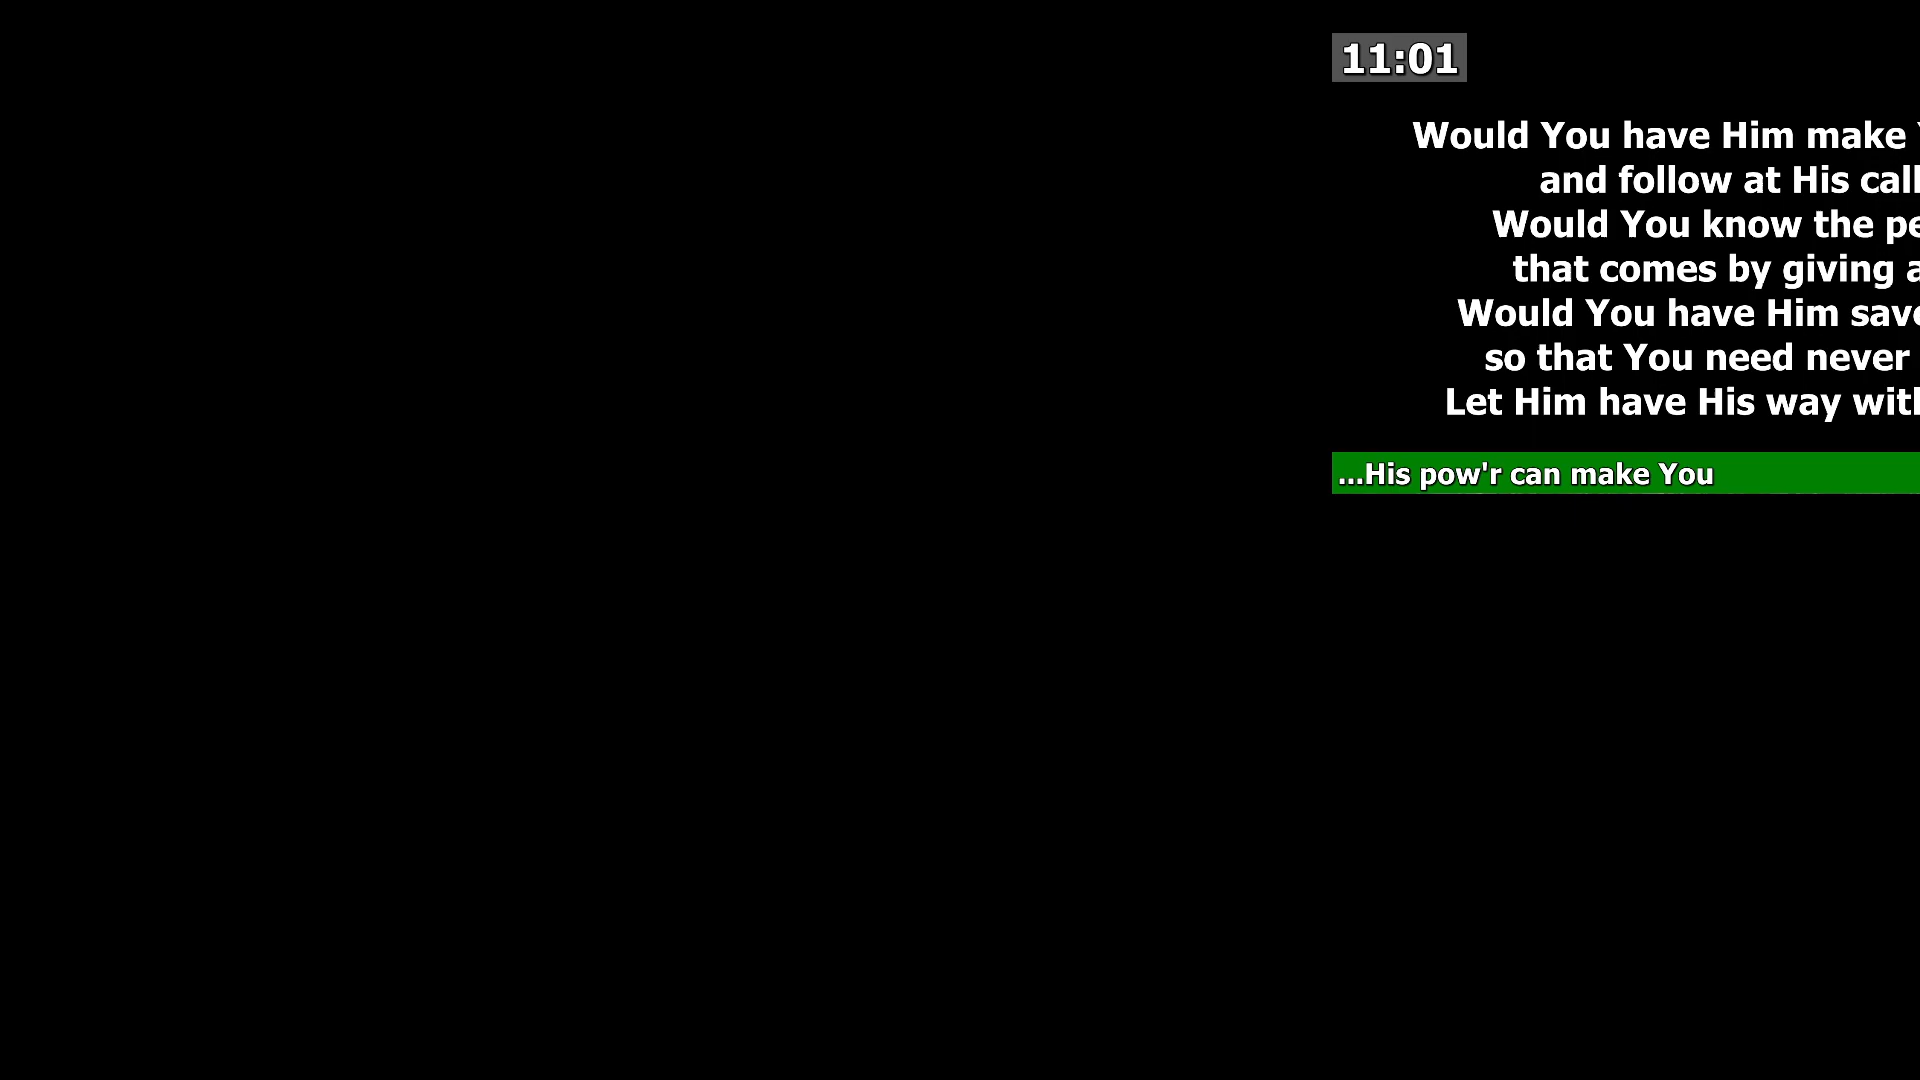 11:01
Would You have Him make
and follow at His call
Would You know the
that comes by giving
Would You have Him save
so that You need never
Let Him have His way with
...His pow'r can make You